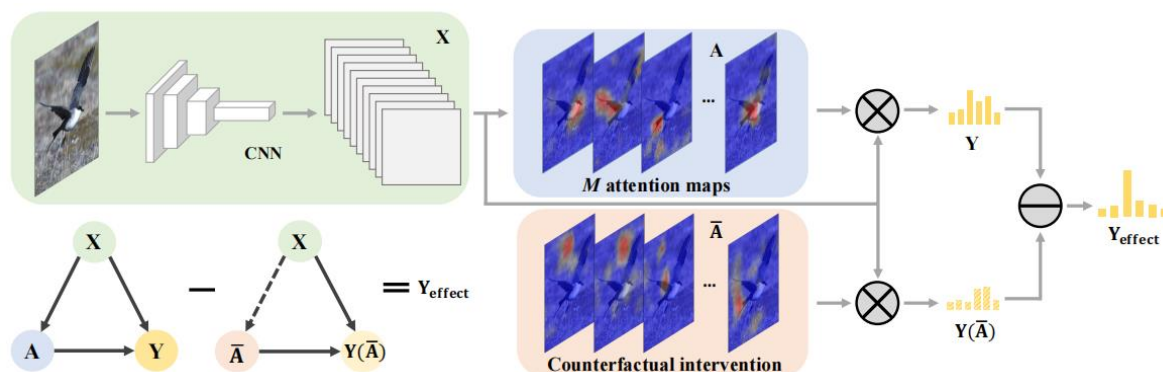 X
CNN
A
...
M attention maps
Y
Y_effect
Ā
...
Counterfactual intervention
Y(Ā)
X
A
Y
−
X
Ā
Y(Ā)
= Y_effect